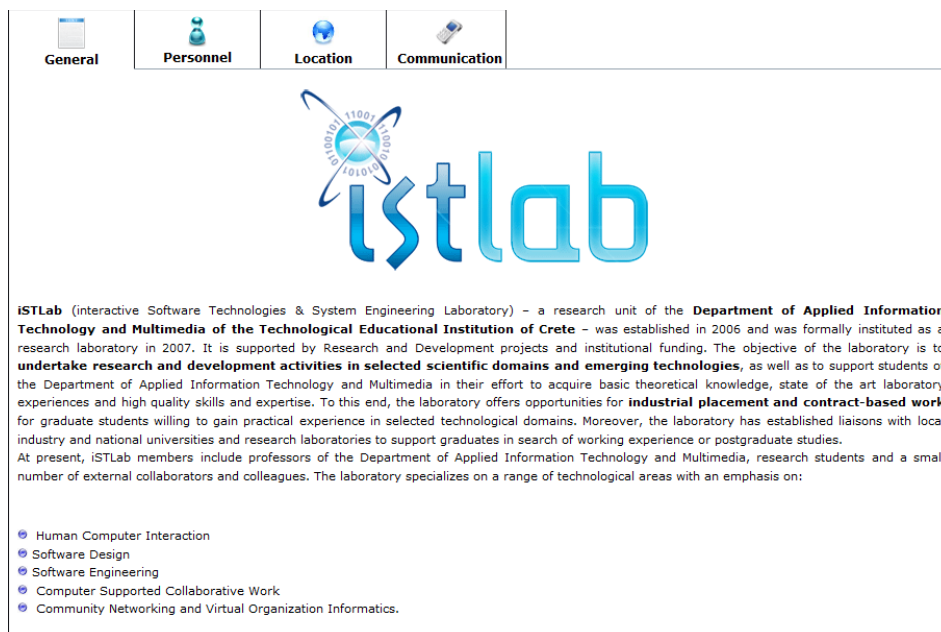 General
Personnel
Location
Communication
01100101 11001 110010 0101010 101010
istlab
iSTLab (interactive Software Technologies & System Engineering Laboratory) – a research unit of the Department of Applied Information
Technology and Multimedia of the Technological Educational Institution of Crete – was established in 2006 and was formally instituted as a
research laboratory in 2007. It is supported by Research and Development projects and institutional funding. The objective of the laboratory is to
undertake research and development activities in selected scientific domains and emerging technologies, as well as to support students of
the Department of Applied Information Technology and Multimedia in their effort to acquire basic theoretical knowledge, state of the art laboratory
experiences and high quality skills and expertise. To this end, the laboratory offers opportunities for industrial placement and contract-based work
for graduate students willing to gain practical experience in selected technological domains. Moreover, the laboratory has established liaisons with local
industry and national universities and research laboratories to support graduates in search of working experience or postgraduate studies.
At present, iSTLab members include professors of the Department of Applied Information Technology and Multimedia, research students and a small
number of external collaborators and colleagues. The laboratory specializes on a range of technological areas with an emphasis on:
Human Computer Interaction
Software Design
Software Engineering
Computer Supported Collaborative Work
Community Networking and Virtual Organization Informatics.